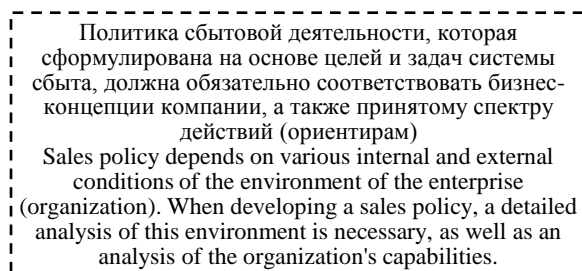 Политика сбытовой деятельности, которая
сформулирована на основе целей и задач системы
сбыта, должна обязательно соответствовать бизнес-
концепции компании, а также принятому спектру
действий (ориентирам)
Sales policy depends on various internal and external
conditions of the environment of the enterprise
(organization). When developing a sales policy, a detailed
analysis of this environment is necessary, as well as an
analysis of the organization's capabilities.